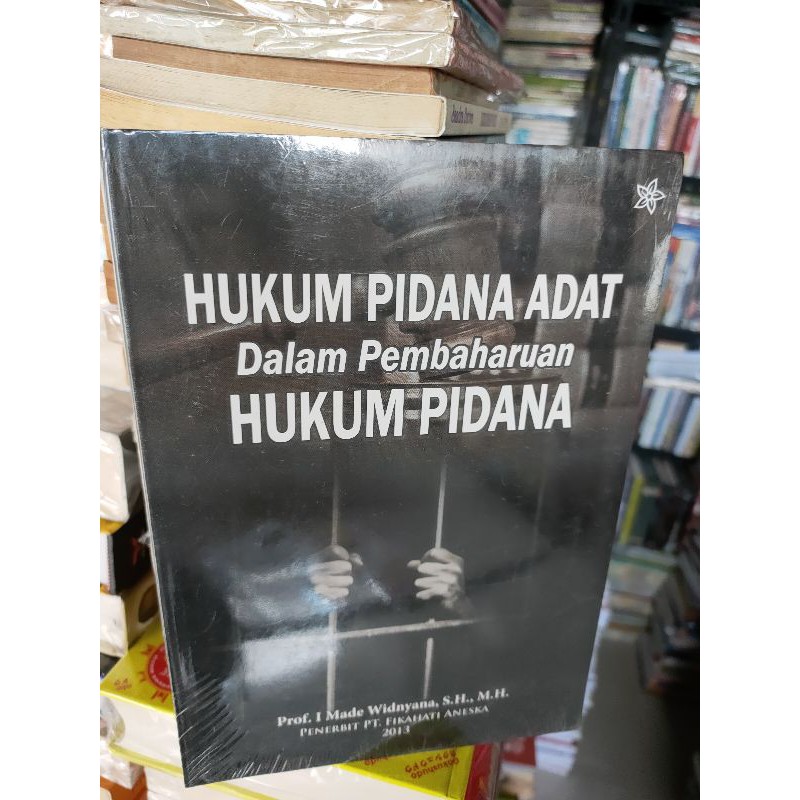 HUKUM PIDANA ADAT
Dalam Pembaharuan
HUKUM PIDANA
Prof. I Made Widnyana, S.H., M.H.
PENERBIT PT. FIKAHATI ANESKA
2013